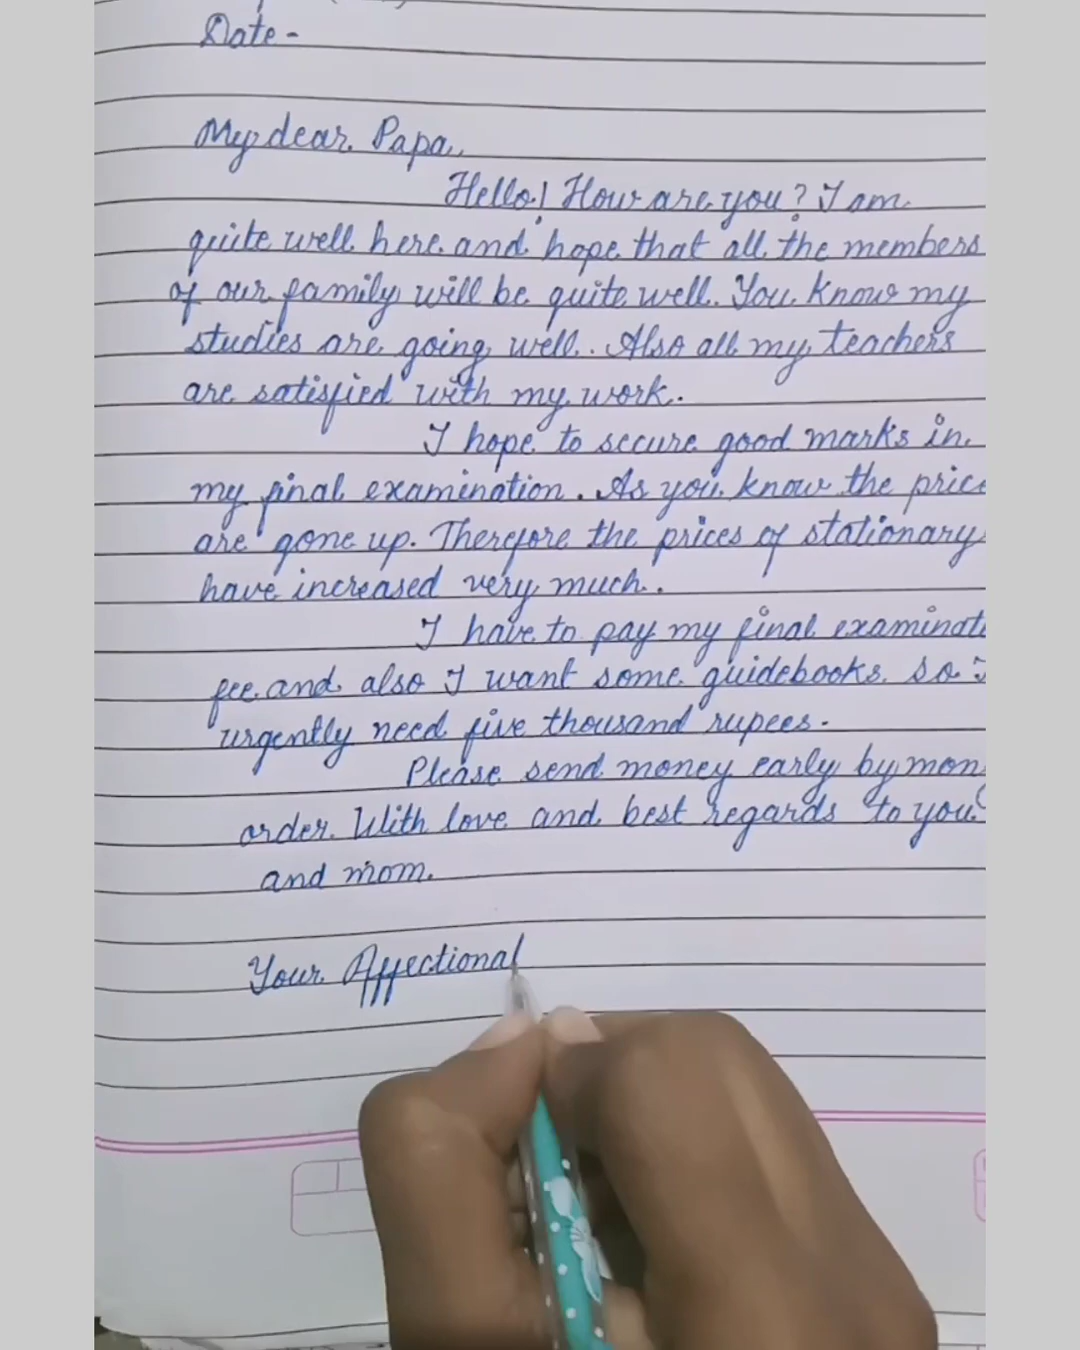 Date -
My dear Papa,
Hello! How are you? I am
quite well here and hope that all the members
of our family will be quite well. You know my
studies are going well. Also all my teachers
are satisfied with my work.
I hope to secure good marks in
my final examination. As you know the price
are gone up. Therefore the prices of stationary
have increased very much.
I have to pay my final examinat
fee and also I want some guidebooks. So I
urgently need five thousand rupees.
Please send money early by mon
order. With love and best regards to you
and mom.
Your Affectional